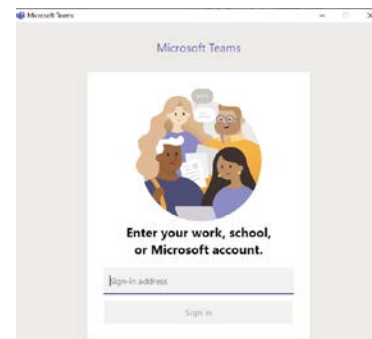 Microsoft Teams
Microsoft Teams
Enter your work, school,
or Microsoft account.
Sign-in address
Sign in